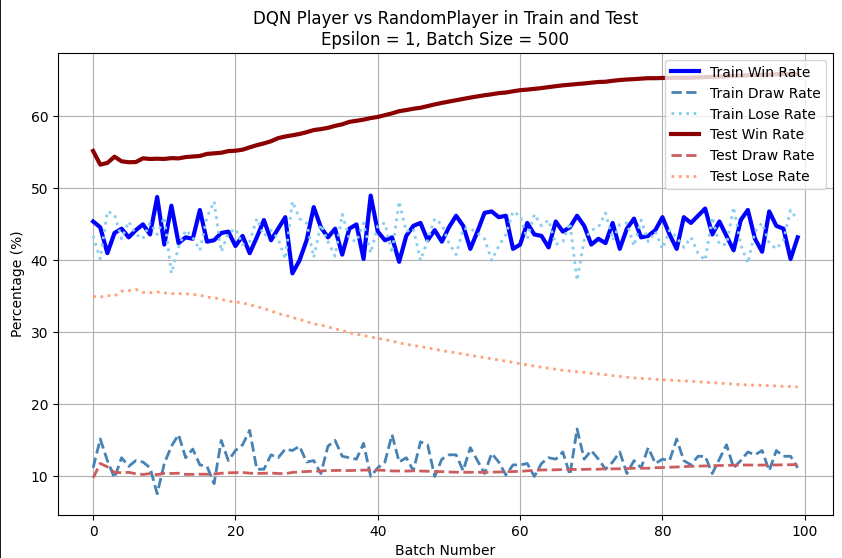 DQN Player vs RandomPlayer in Train and Test
Epsilon = 1, Batch Size = 500
Train Win Rate
Train Draw Rate
Train Lose Rate
Test Win Rate
Test Draw Rate
Test Lose Rate
Percentage (%)
60
50
40
30
20
10
0
20
40
60
80
100
Batch Number